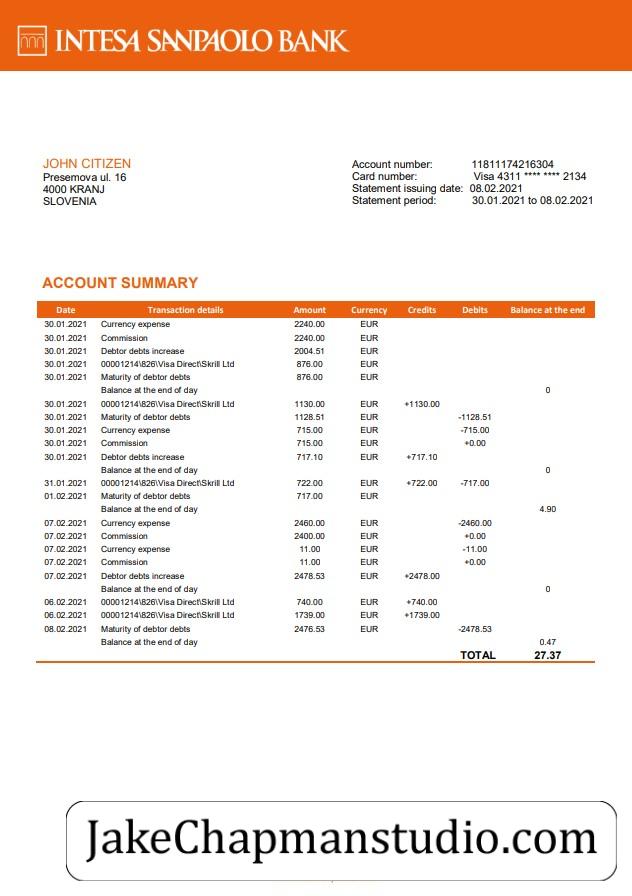 INTESA SANPAOLO BANK
JOHN CITIZEN
Presemova ul. 16
4000 KRANJ
SLOVENIA
Account number: 11811174216304
Card number: Visa 4311 **** **** 2134
Statement issuing date: 08.02.2021
Statement period: 30.01.2021 to 08.02.2021
ACCOUNT SUMMARY
Date Transaction details Amount Currency Credits Debits Balance at the end
30.01.2021 Currency expense 2240.00 EUR
30.01.2021 Commission 2240.00 EUR
30.01.2021 Debtor debts increase 2004.51 EUR
30.01.2021 00001214\826\Visa Direct\Skrill Ltd 876.00 EUR
30.01.2021 Maturity of debtor debts 876.00 EUR
Balance at the end of day 0
30.01.2021 00001214\826\Visa Direct\Skrill Ltd 1130.00 EUR +1130.00
30.01.2021 Maturity of debtor debts 1128.51 EUR -1128.51
30.01.2021 Currency expense 715.00 EUR -715.00
30.01.2021 Commission 715.00 EUR +0.00
30.01.2021 Debtor debts increase 717.10 EUR +717.10
Balance at the end of day 0
31.01.2021 00001214\826\Visa Direct\Skrill Ltd 722.00 EUR +722.00 -717.00
01.02.2021 Maturity of debtor debts 717.00 EUR
Balance at the end of day 4.90
07.02.2021 Currency expense 2460.00 EUR -2460.00
07.02.2021 Commission 2400.00 EUR +0.00
07.02.2021 Currency expense 11.00 EUR -11.00
07.02.2021 Commission 11.00 EUR +0.00
07.02.2021 Debtor debts increase 2478.53 EUR +2478.00
Balance at the end of day 0
06.02.2021 00001214\826\Visa Direct\Skrill Ltd 740.00 EUR +740.00
06.02.2021 00001214\826\Visa Direct\Skrill Ltd 1739.00 EUR +1739.00
08.02.2021 Maturity of debtor debts 2476.53 EUR -2478.53
Balance at the end of day 0.47
TOTAL 27.37
JakeChapmanstudio.com